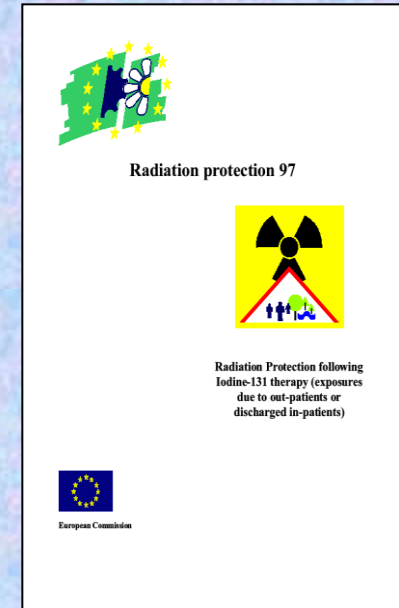 Radiation protection 97
Radiation Protection following
Iodine-131 therapy (exposures
due to out-patients or
discharged in-patients)
European Commission